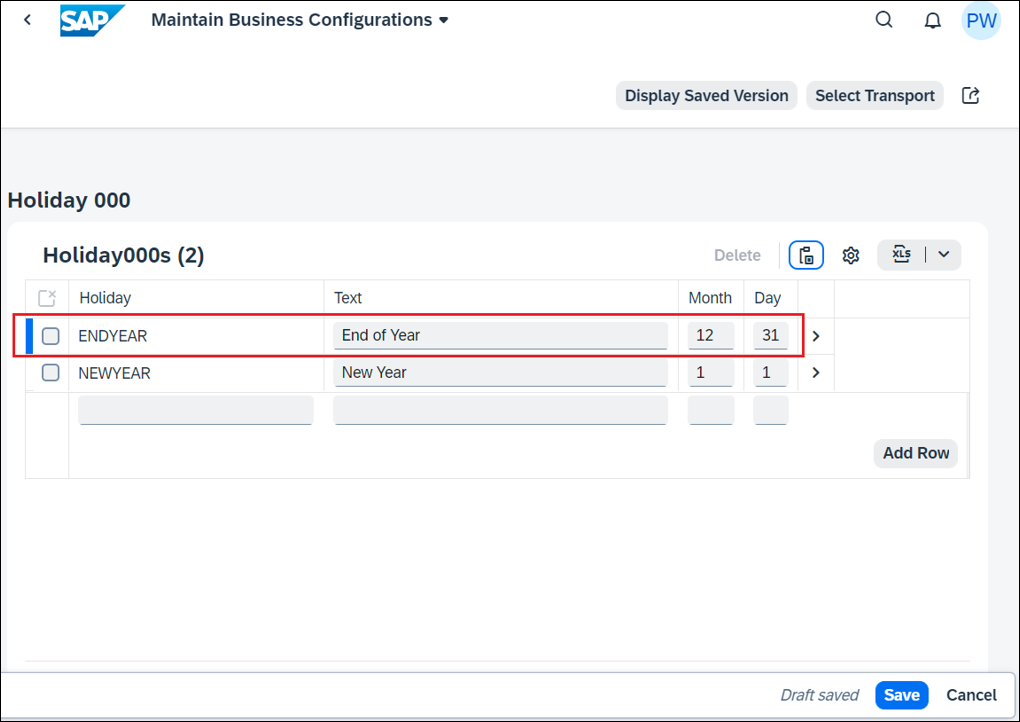 SAP Maintain Business Configurations PW
Display Saved Version Select Transport
Holiday 000
Holiday000s (2) Delete XLS
Holiday Text Month Day
ENDYEAR End of Year 12 31
NEWYEAR New Year 1 1
Add Row
Draft saved Save Cancel